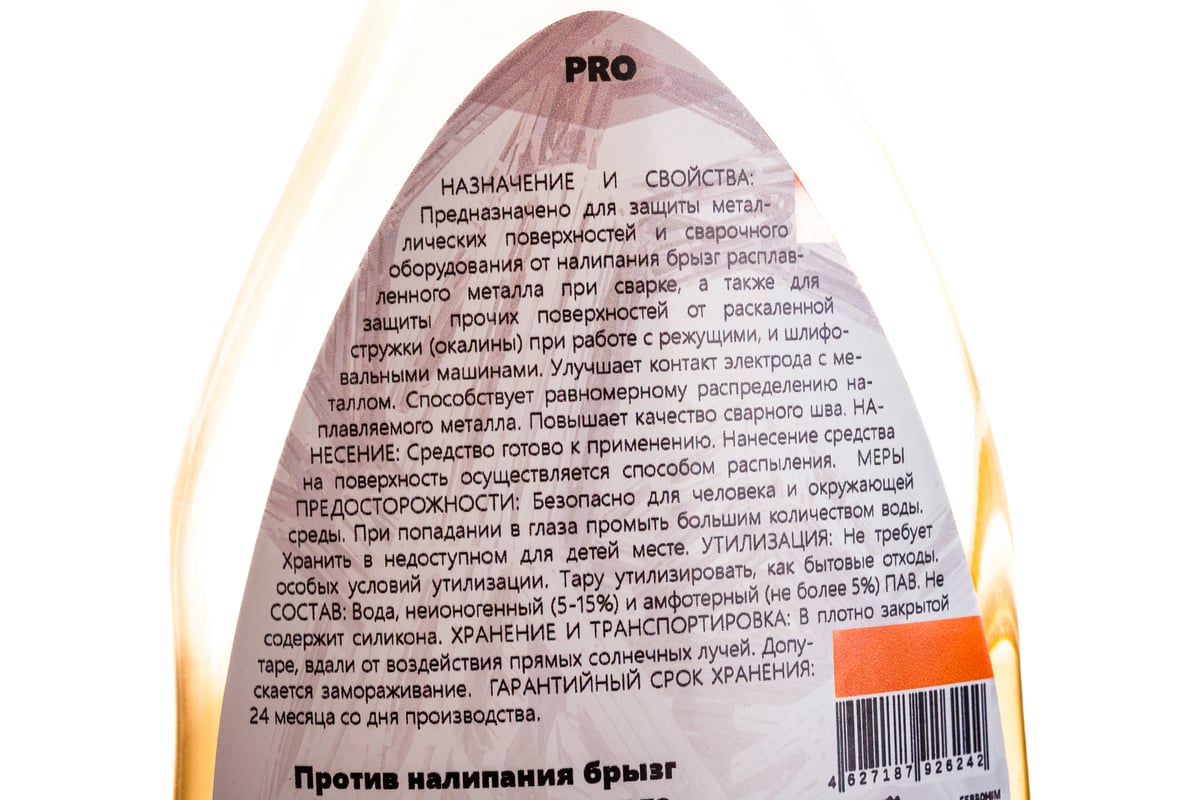 PRO
НАЗНАЧЕНИЕ И СВОЙСТВА:
Предназначено для защиты метал-
лических поверхностей и сварочного
оборудования от налипания брызг расплав-
ленного металла при сварке, а также для
защиты прочих поверхностей от раскаленной
стружки (окалины) при работе с режущими, и шлифо-
вальными машинами. Улучшает контакт электрода с ме-
таллом. Способствует равномерному распределению на-
плавляемого металла. Повышает качество сварного шва. НА-
НЕСЕНИЕ: Средство готово к применению. Нанесение средства
на поверхность осуществляется способом распыления. МЕРЫ
ПРЕДОСТОРОЖНОСТИ: Безопасно для человека и окружающей
среды. При попадании в глаза промыть большим количеством воды.
Хранить в недоступном для детей месте. УТИЛИЗАЦИЯ: Не требует
особых условий утилизации. Тару утилизировать, как бытовые отходы.
СОСТАВ: Вода, неионогенный (5-15%) и амфотерный (не более 5%) ПАВ. Не
содержит силикона. ХРАНЕНИЕ И ТРАНСПОРТИРОВКА: В плотно закрытой
таре, вдали от воздействия прямых солнечных лучей. Допу-
скается замораживание. ГАРАНТИЙНЫЙ СРОК ХРАНЕНИЯ:
24 месяца со дня производства.
4 627187 926242
Против налипания брызг